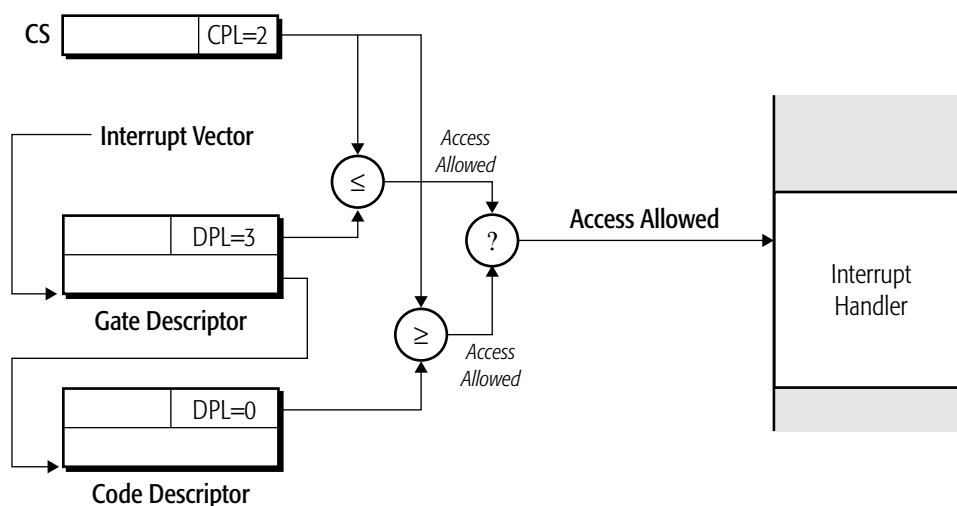 CS
CPL=2
Interrupt Vector
Access
Allowed
≤
DPL=3
?
Access Allowed
Interrupt
Handler
Gate Descriptor
≥
Access
Allowed
DPL=0
Code Descriptor